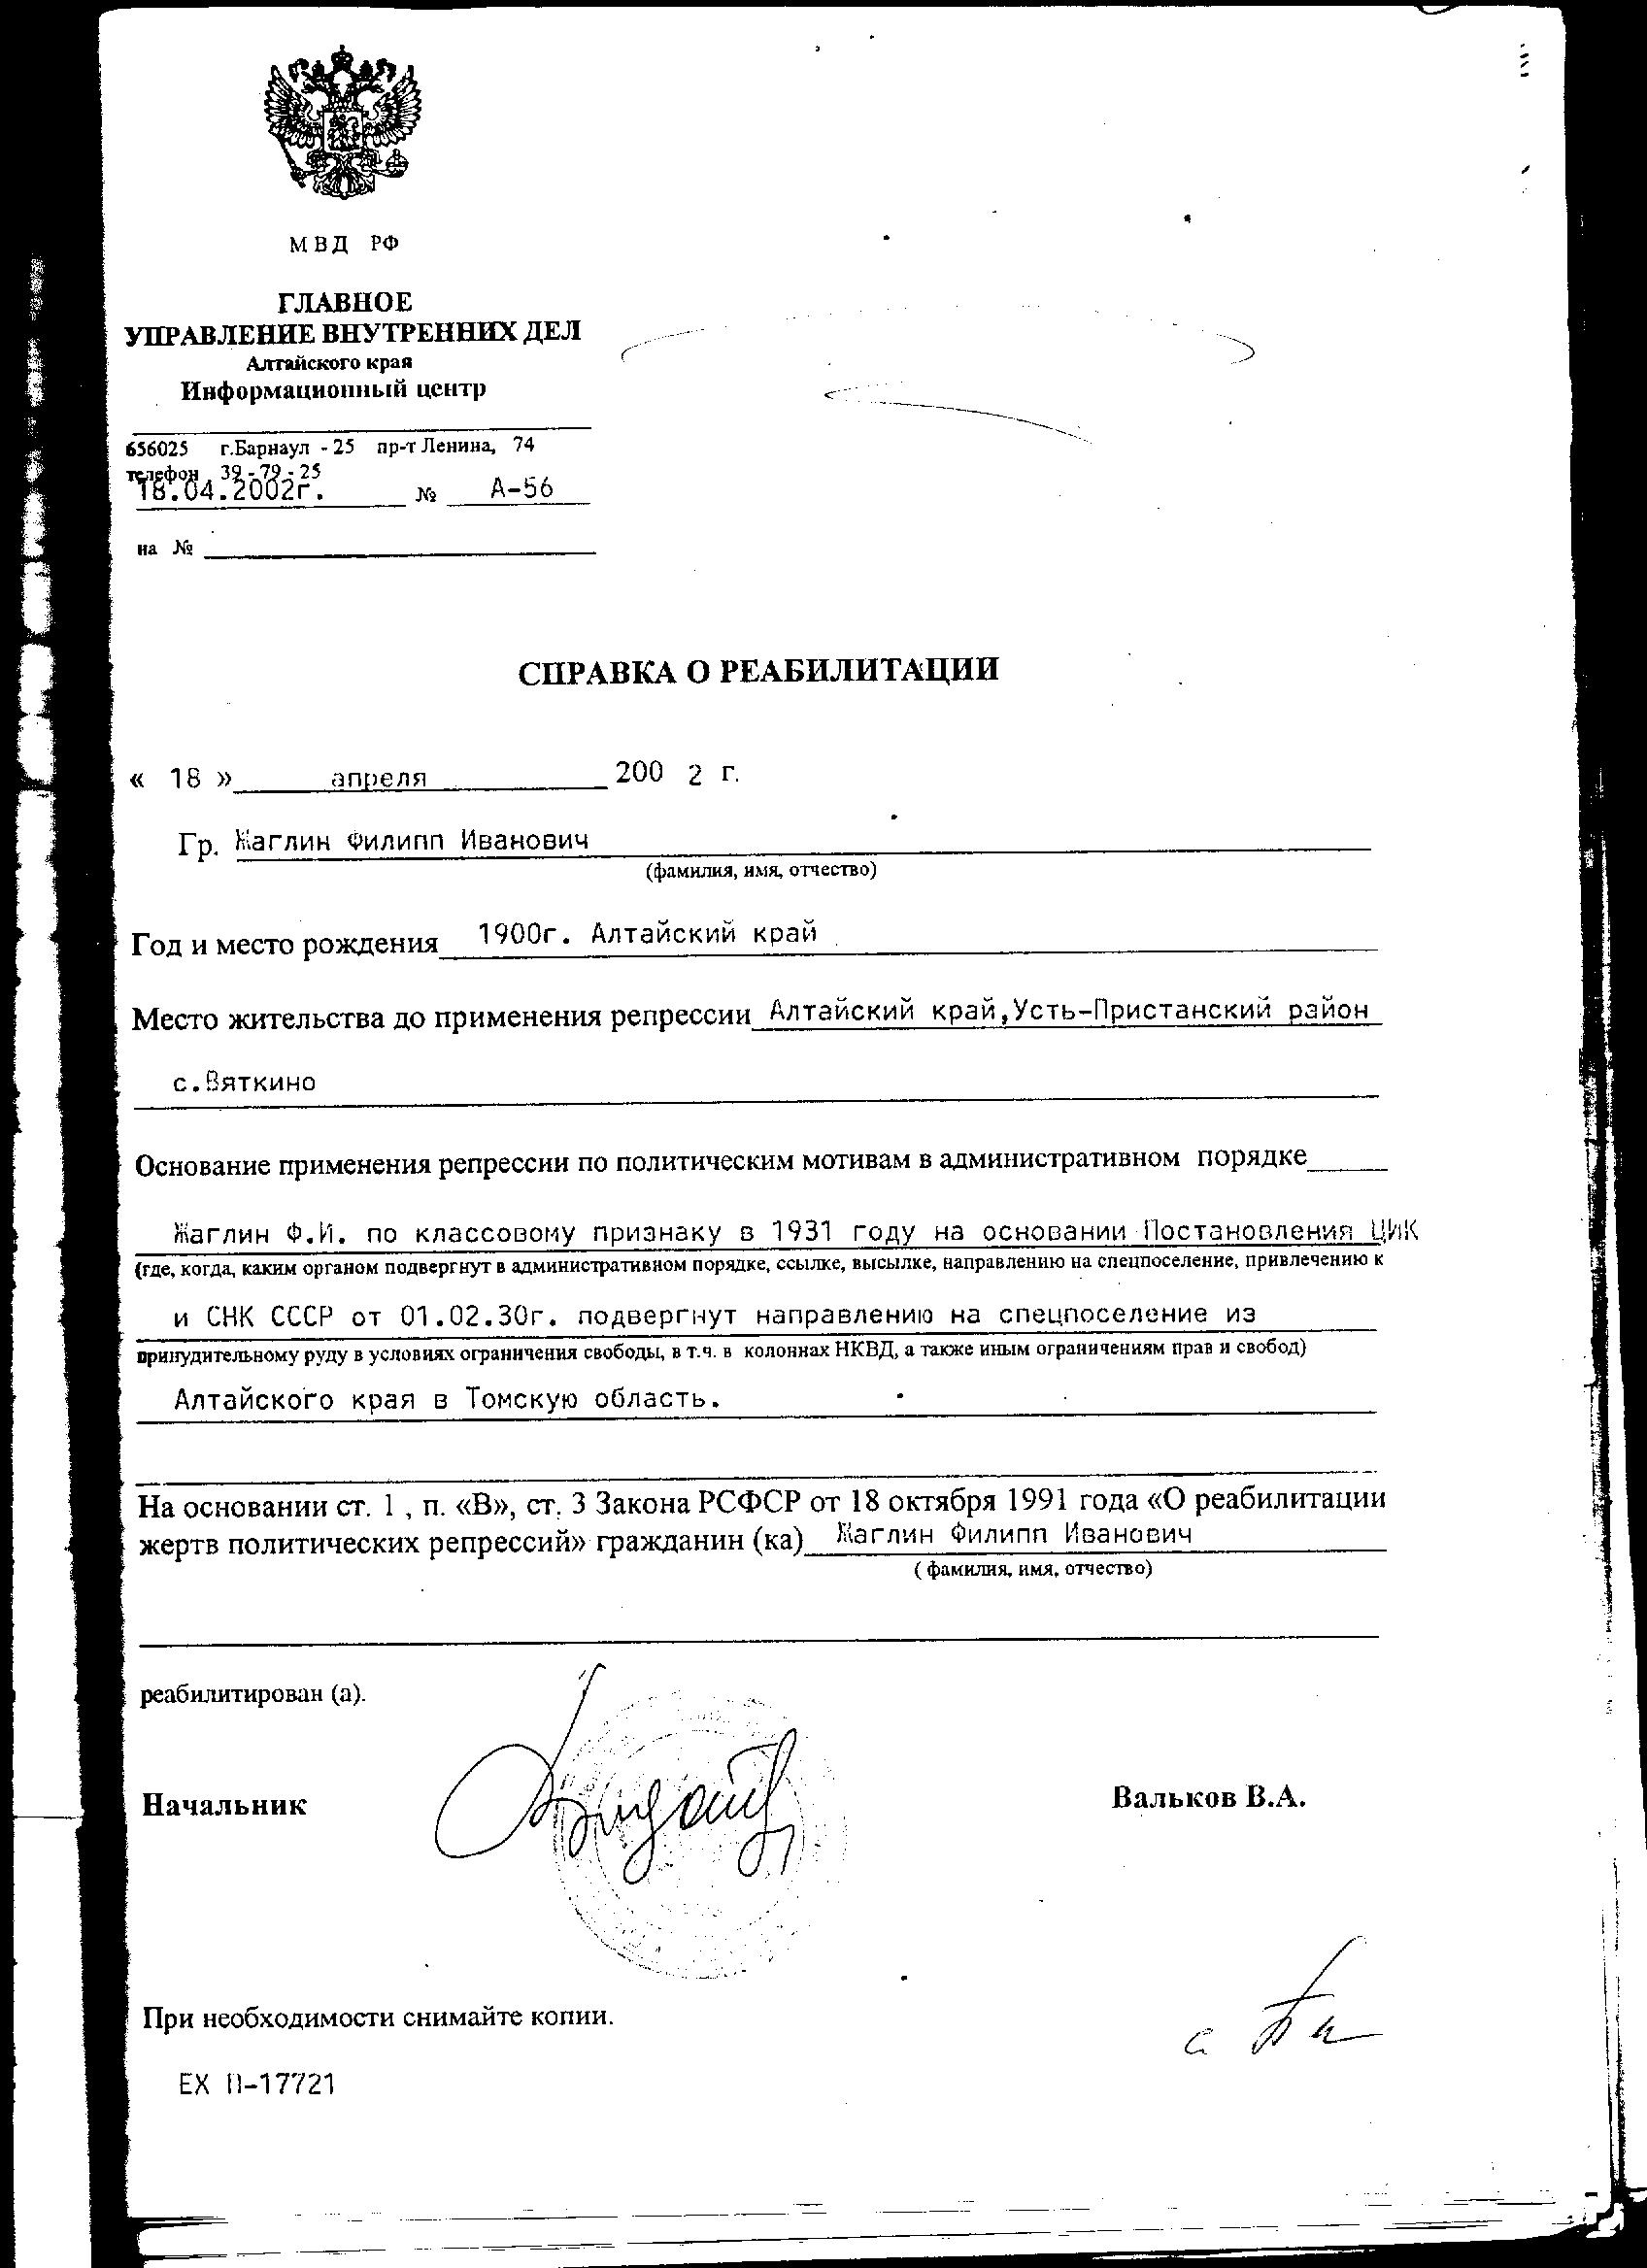 МВД РФ
ГЛАВНОЕ
УПРАВЛЕНИЕ ВНУТРЕННИХ ДЕЛ
Алтайского края
Информационный центр
656025 г.Барнаул - 25 пр-т Ленина, 74
телефон 39-79-25
18.04.2002г. № А-56
на №
СПРАВКА О РЕАБИЛИТАЦИИ
« 18 » апреля 200 2 г.
Гр. Жаглин Филипп Иванович
(фамилия, имя, отчество)
Год и место рождения 1900г. Алтайский край
Место жительства до применения репрессии Алтайский край,Усть-Пристанский район
с.Вяткино
Основание применения репрессии по политическим мотивам в административном порядке
Жаглин Ф.И. по классовому признаку в 1931 году на основании Постановления ЦИК
(где, когда, каким органом подвергнут в административном порядке, ссылке, высылке, направлению на спецпоселение, привлечению к
и СНК СССР от 01.02.30г. подвергнут направлению на спецпоселение из
принудительному руду в условиях ограничения свободы, в т.ч. в колоннах НКВД, а также иным ограничениям прав и свобод)
Алтайского края в Томскую область.
На основании ст. 1 , п. «В», ст. 3 Закона РСФСР от 18 октября 1991 года «О реабилитации
жертв политических репрессий» гражданин (ка) Жаглин Филипп Иванович
( фамилия, имя, отчество)
реабилитирован (а).
Начальник Вальков В.А.
При необходимости снимайте копии.
ЕХ П-17721